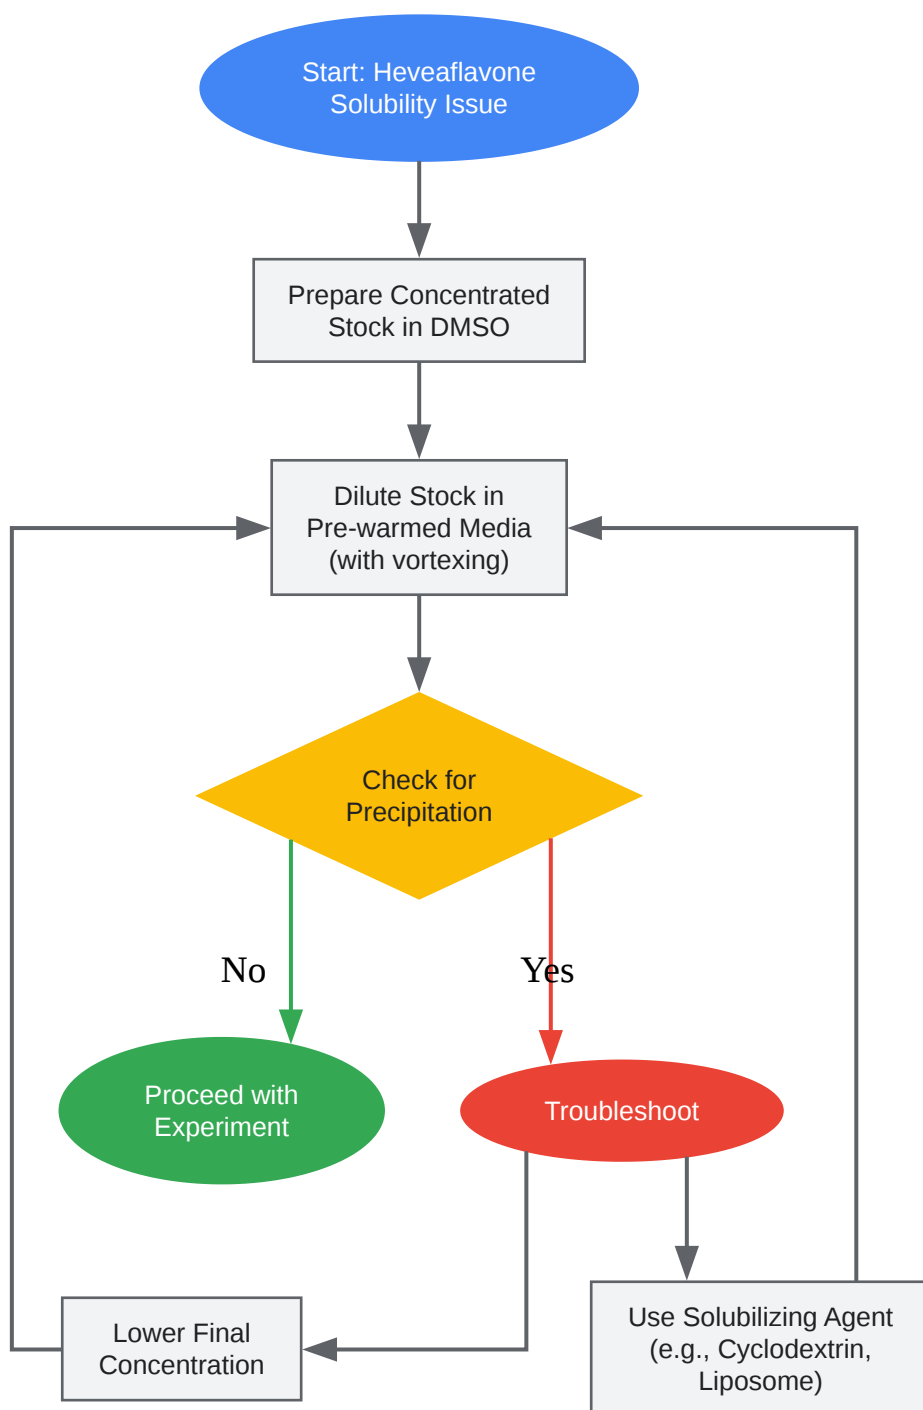 Start: Heveaflavone
Solubility Issue
Prepare Concentrated
Stock in DMSO
Dilute Stock in
Pre-warmed Media
(with vortexing)
Check for
Precipitation
No
Yes
Proceed with
Experiment
Troubleshoot
Lower Final
Concentration
Use Solubilizing Agent
(e.g., Cyclodextrin,
Liposome)